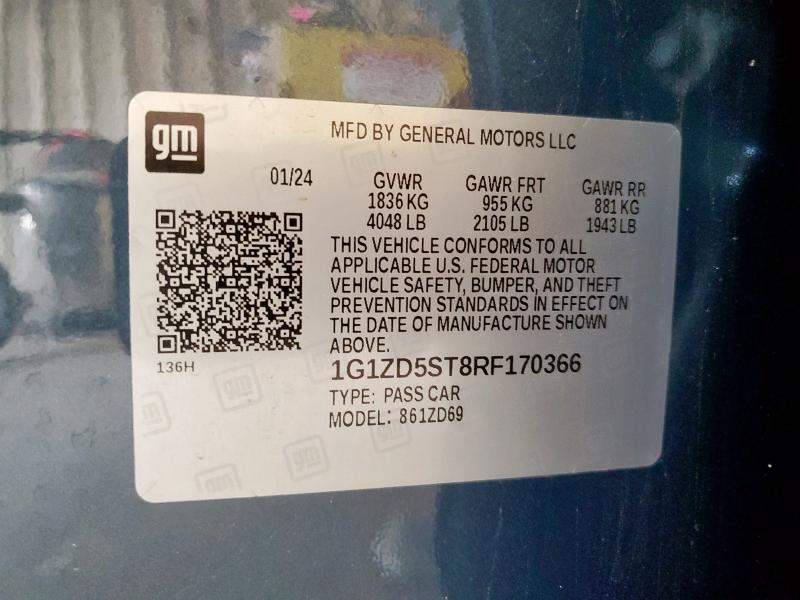 gm
MFD BY GENERAL MOTORS LLC
01/24
GVWR GAWR FRT GAWR RR
1836 KG 955 KG 881 KG
4048 LB 2105 LB 1943 LB
THIS VEHICLE CONFORMS TO ALL
APPLICABLE U.S. FEDERAL MOTOR
VEHICLE SAFETY, BUMPER, AND THEFT
PREVENTION STANDARDS IN EFFECT ON
THE DATE OF MANUFACTURE SHOWN
ABOVE.
136H
1G1ZD5ST8RF170366
TYPE: PASS CAR
MODEL: 861ZD69